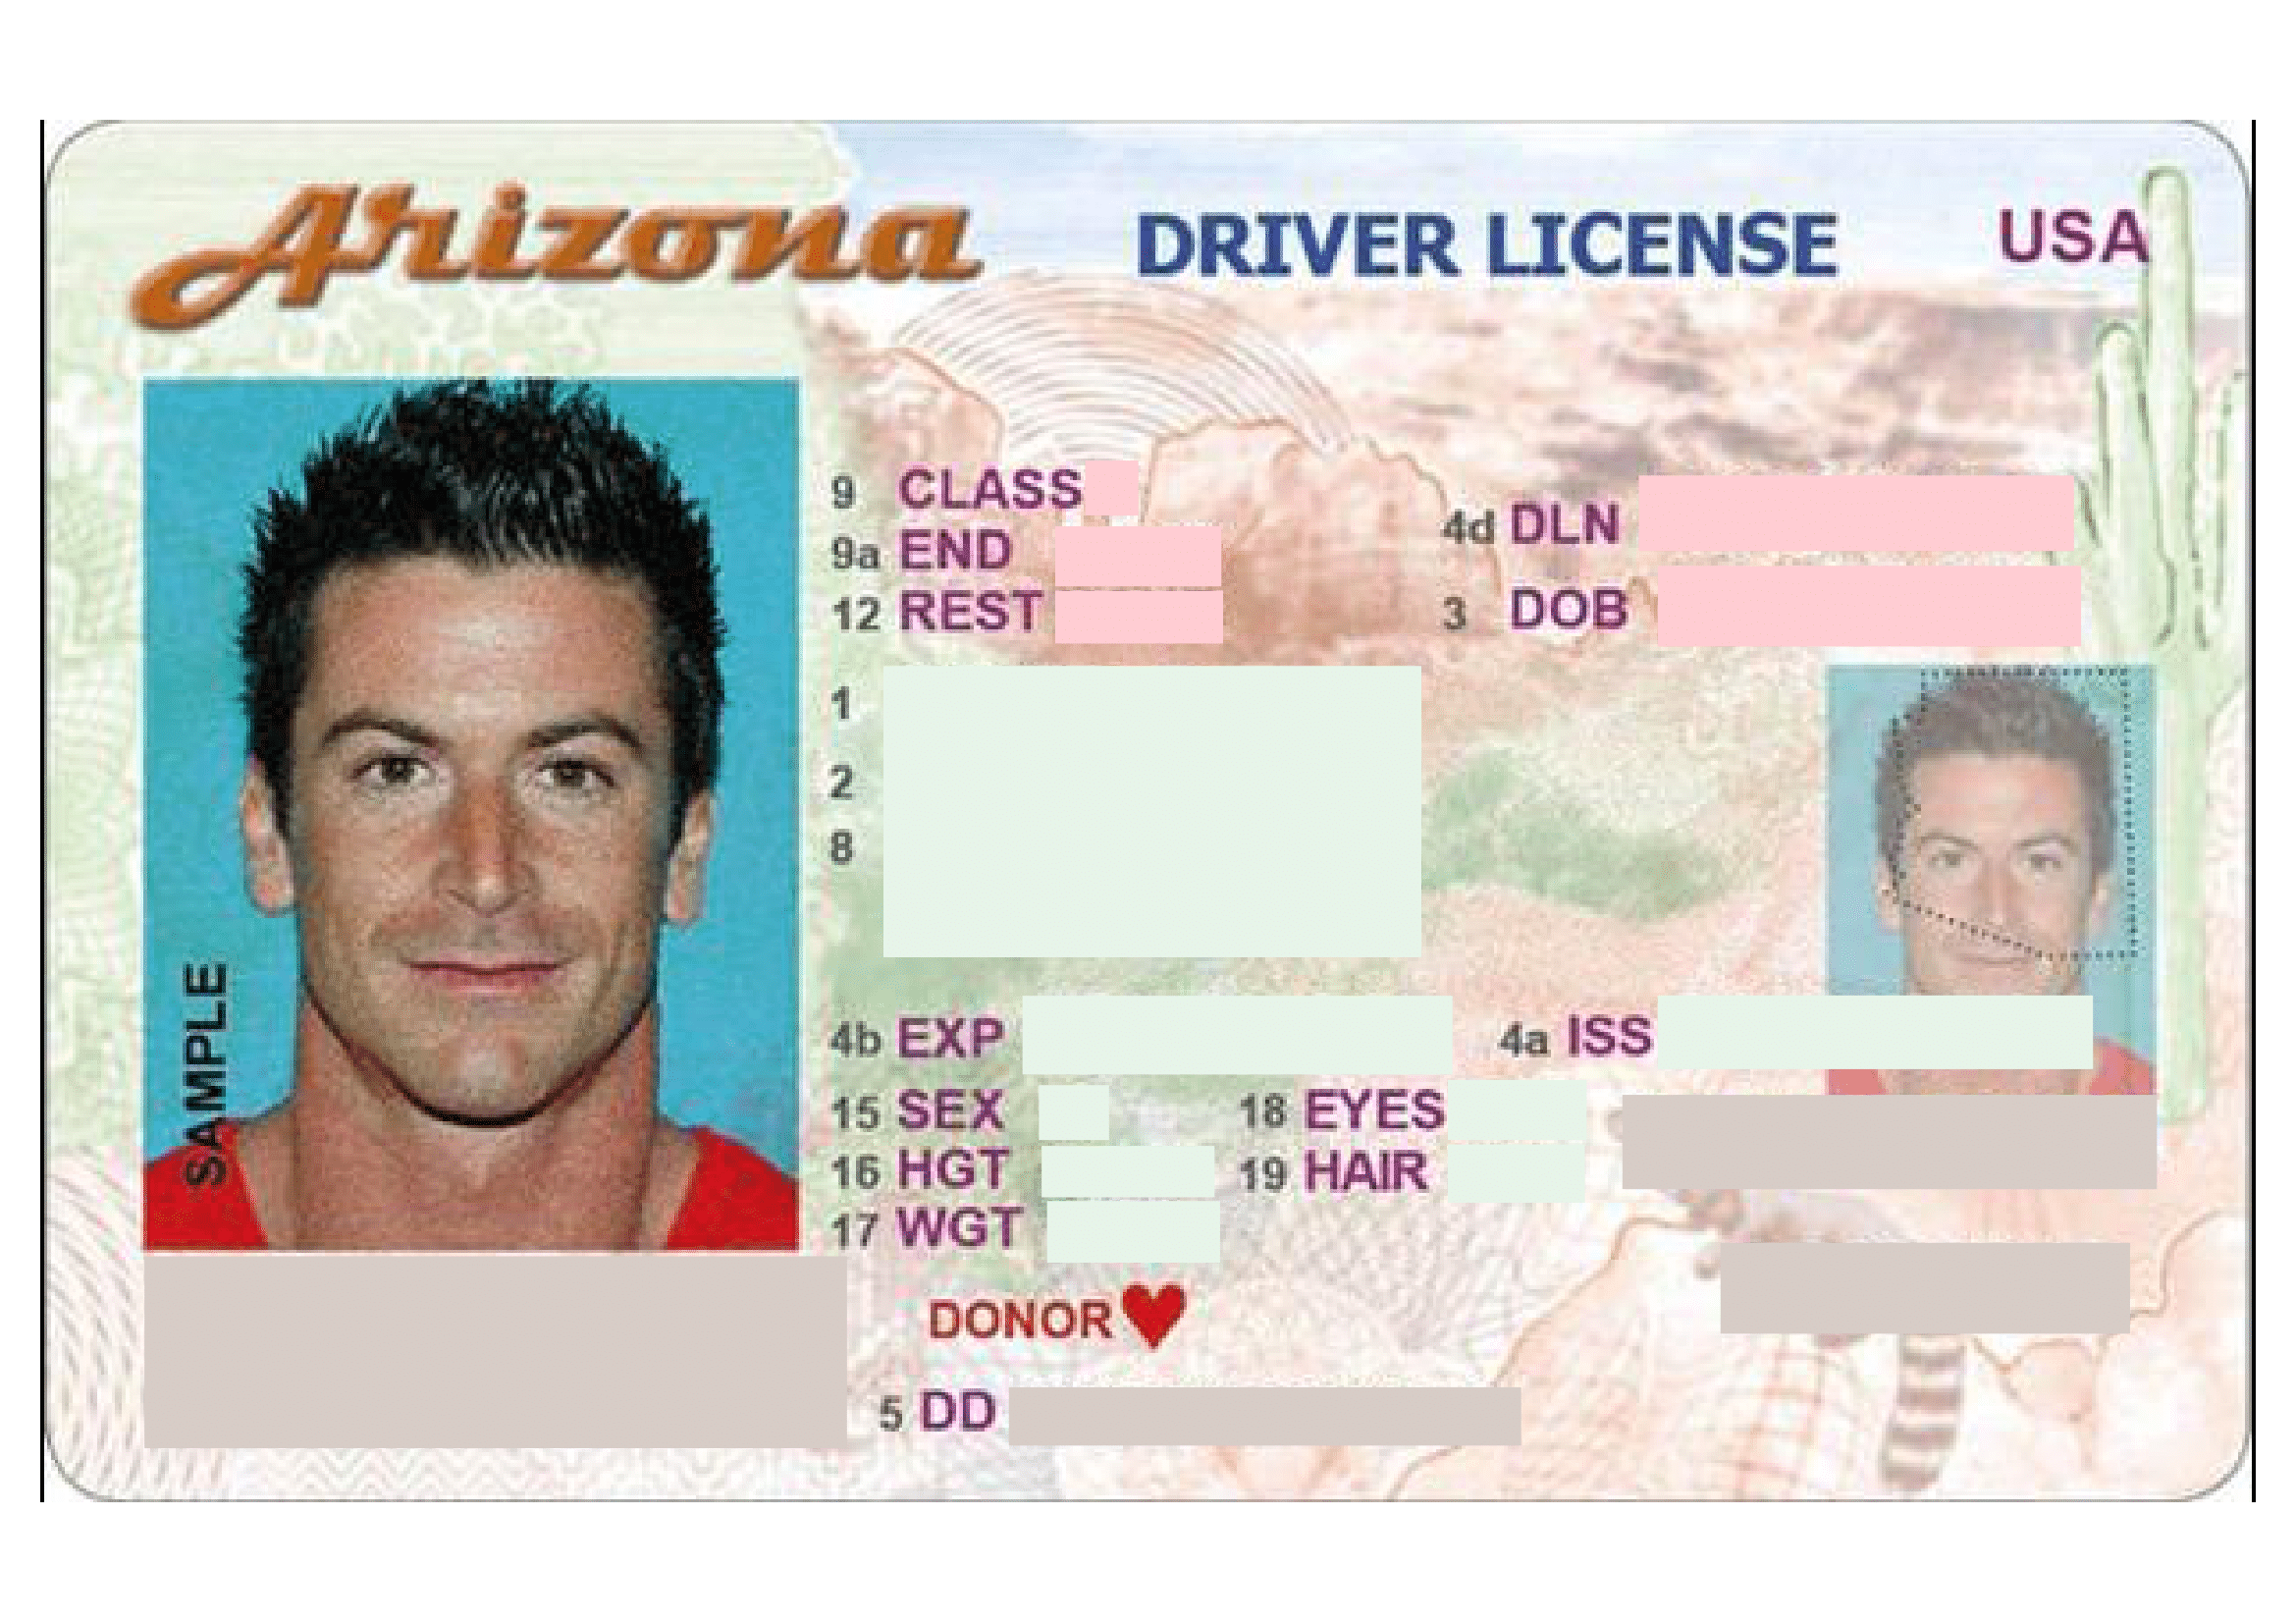 Arizona
DRIVER LICENSE
USA
9 CLASS
9a END
12 REST
4d DLN
3 DOB
1
2
8
4b EXP
4a ISS
15 SEX
18 EYES
16 HGT
19 HAIR
17 WGT
DONOR
5 DD
SAMPLE